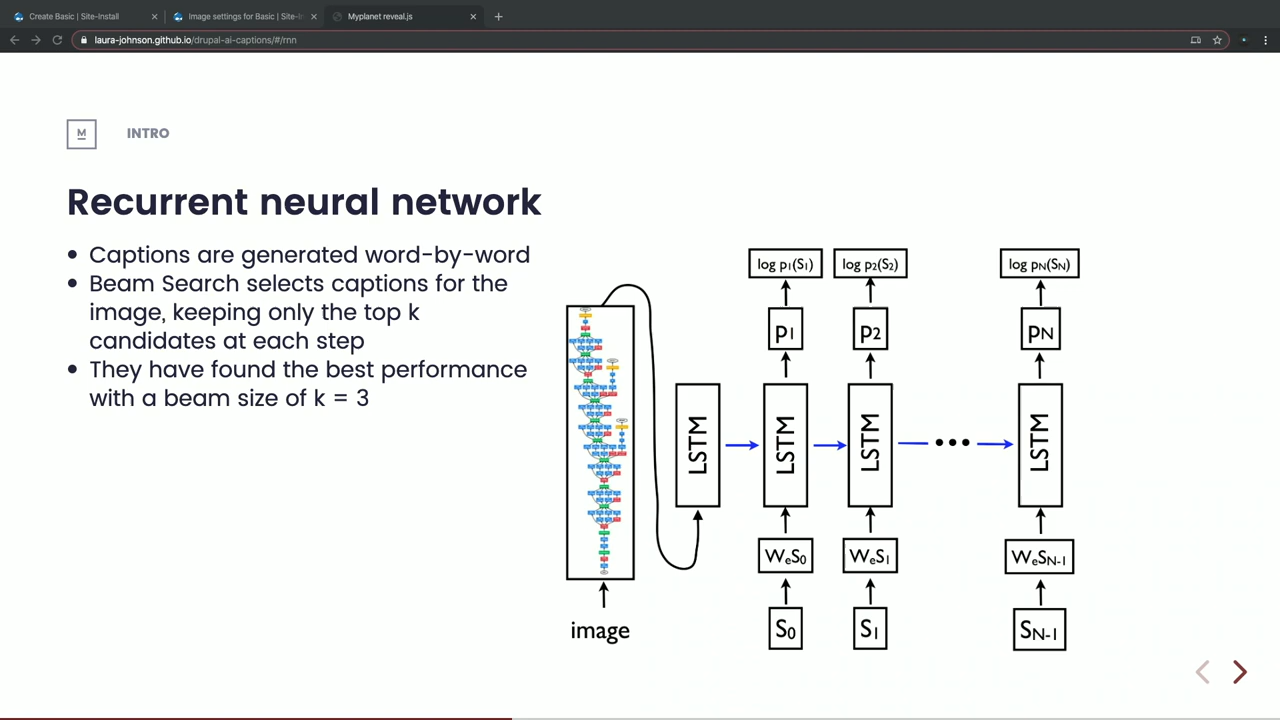 Create Basic | Site-Install
Image settings for Basic | Site-In
Myplanet reveal.js
laura-johnson.github.io/drupal-ai-captions/#/rnn
M
INTRO
Recurrent neural network
• Captions are generated word-by-word
• Beam Search selects captions for the
image, keeping only the top k
candidates at each step
• They have found the best performance
with a beam size of k = 3
log p1(S1)
log p2(S2)
log pN(SN)
p1
p2
pN
LSTM
LSTM
LSTM
•••
LSTM
WeS0
WeS1
WeSN-1
image
S0
S1
SN-1